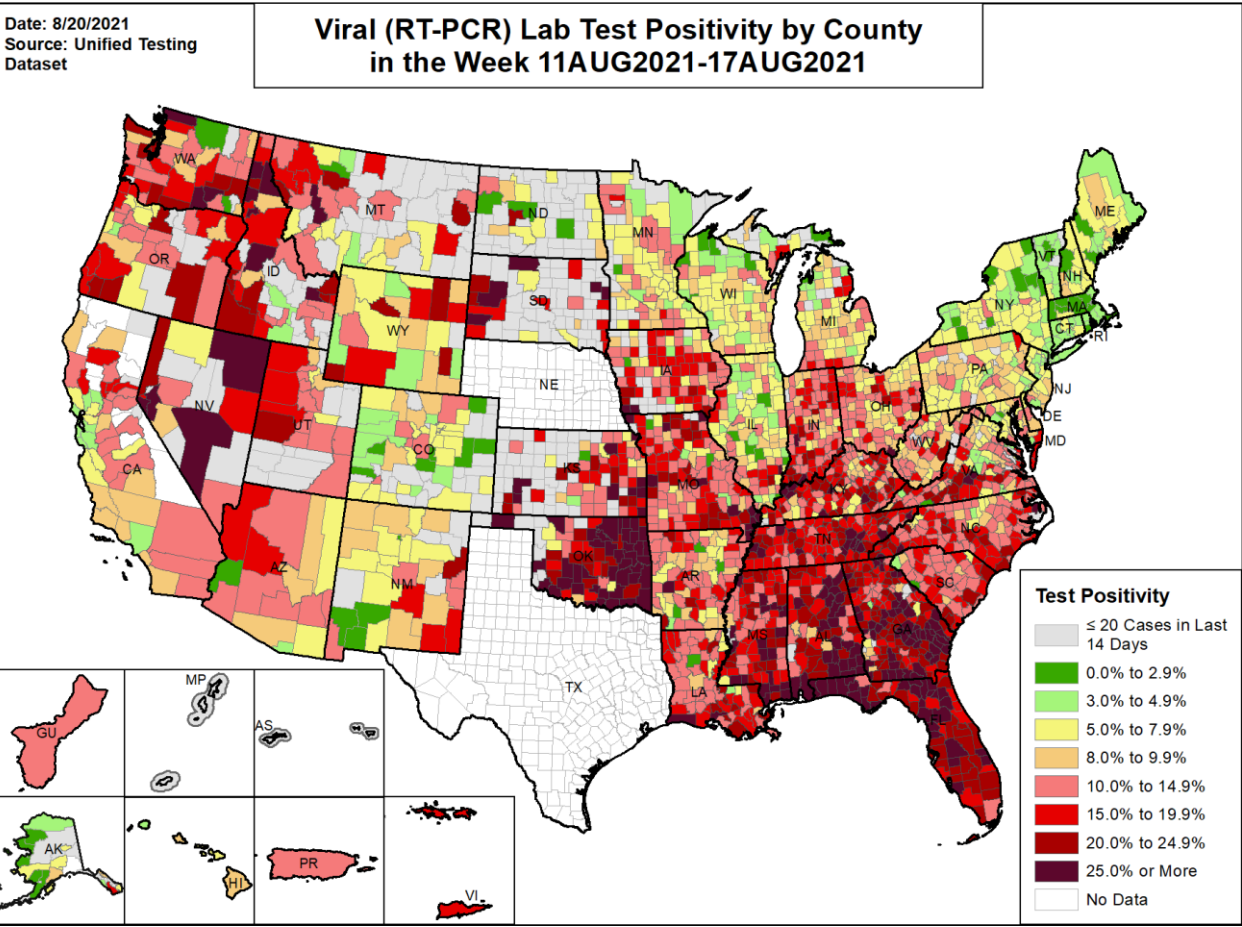 Date: 8/20/2021
Source: Unified Testing
Dataset
Viral (RT-PCR) Lab Test Positivity by County
in the Week 11AUG2021-17AUG2021
WA
MT
ND
MN
ME
OR
ID
SD
WI
MI
VT
NH
NY
MA
CT
RI
WY
IA
NE
PA
NJ
NV
UT
CO
IL
IN
OH
DE
MD
WV
VA
CA
KS
MO
KY
AZ
NM
OK
AR
TN
NC
SC
MS
AL
GA
TX
LA
FL
GU
MP
AS
AK
HI
PR
VI
Test Positivity
≤ 20 Cases in Last
14 Days
0.0% to 2.9%
3.0% to 4.9%
5.0% to 7.9%
8.0% to 9.9%
10.0% to 14.9%
15.0% to 19.9%
20.0% to 24.9%
25.0% or More
No Data